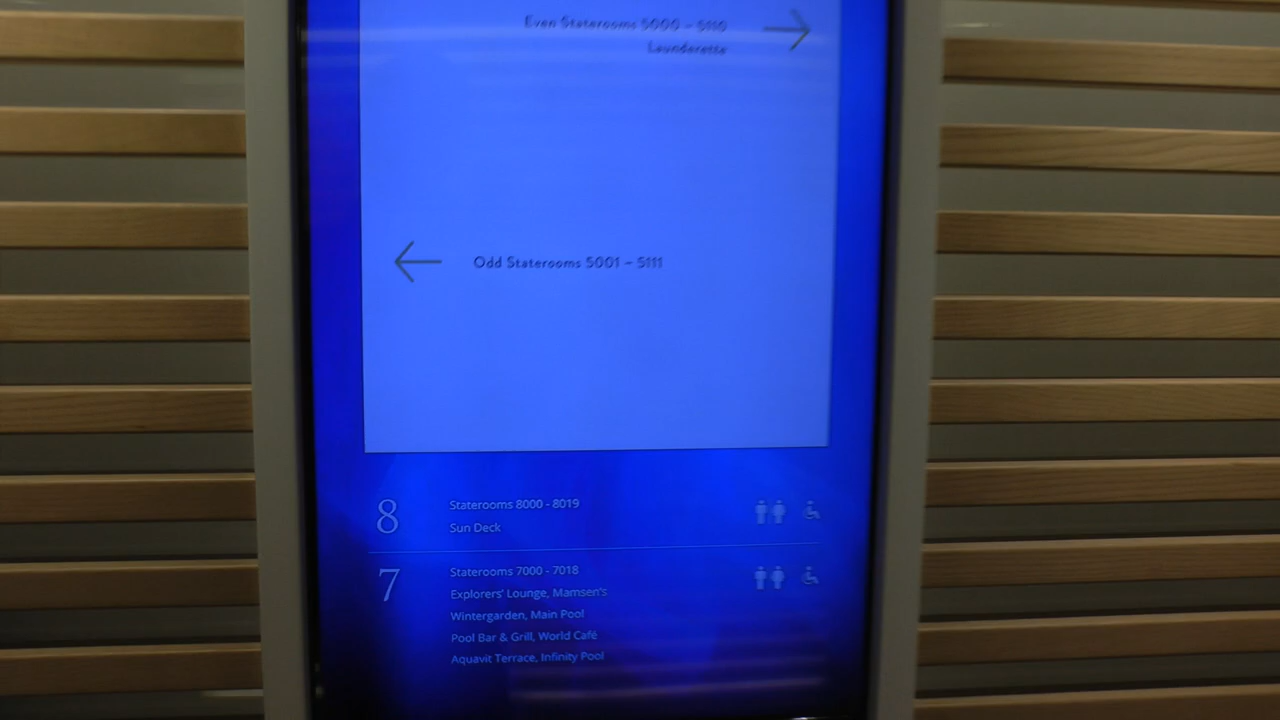 Even Staterooms 5000 - 5110
Launderette
Odd Staterooms 5001 - 5111
8
Staterooms 8000 - 8019
Sun Deck
7
Staterooms 7000 - 7018
Explorers' Lounge, Mamsen's
Wintergarden, Main Pool
Pool Bar & Grill, World Café
Aquavit Terrace, Infinity Pool